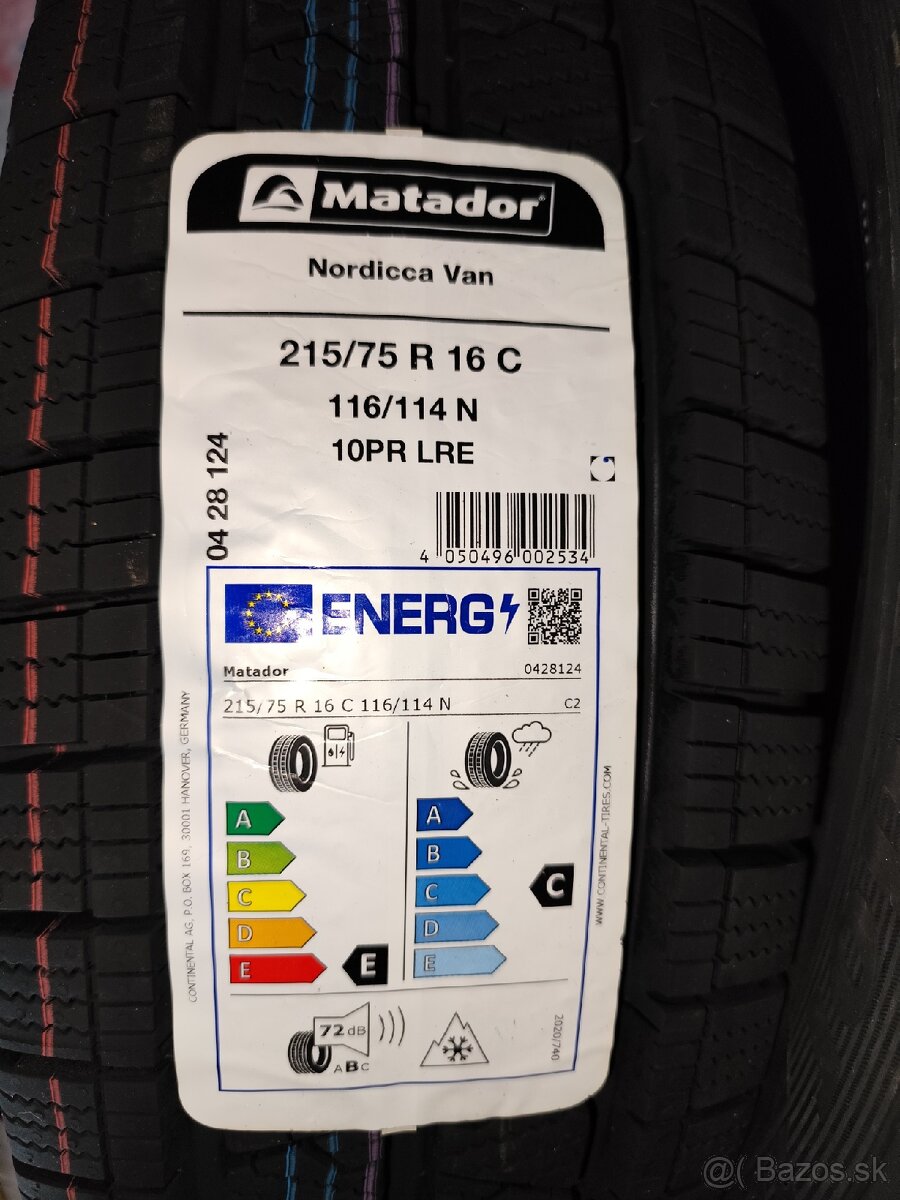 Matador
Nordicca Van
215/75 R 16 C
116/114 N
10PR LRE
04 28 124
4 050496 002534
ENERG
Matador 0428124
215/75 R 16 C 116/114 N C2
A
B
C
D
E
E
A
B
C
D
E
C
72 dB
ABC
2020/740
CONTINENTAL AG, P.O. BOX 169, 30001 HANOVER, GERMANY
WWW.CONTINENTAL-TIRES.COM
@( Bazos.sk